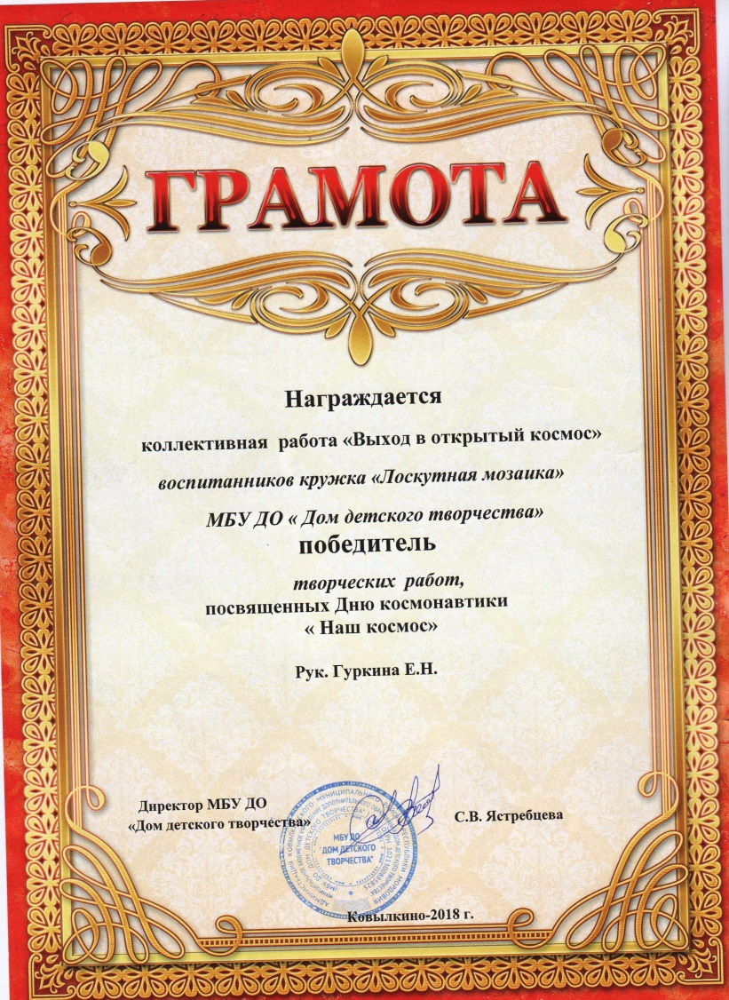 ГРАМОТА
Награждается
коллективная работа «Выход в открытый космос»
воспитанников кружка «Лоскутная мозаика»
МБУ ДО « Дом детского творчества»
победитель
творческих работ,
посвященных Дню космонавтики
« Наш космос»
Рук. Гуркина Е.Н.
Директор МБУ ДО
«Дом детского творчества»
С.В. Ястребцева
МБУ ДО
"ДОМ ДЕТСКОГО
ТВОРЧЕСТВА"
Ковылкино-2018 г.